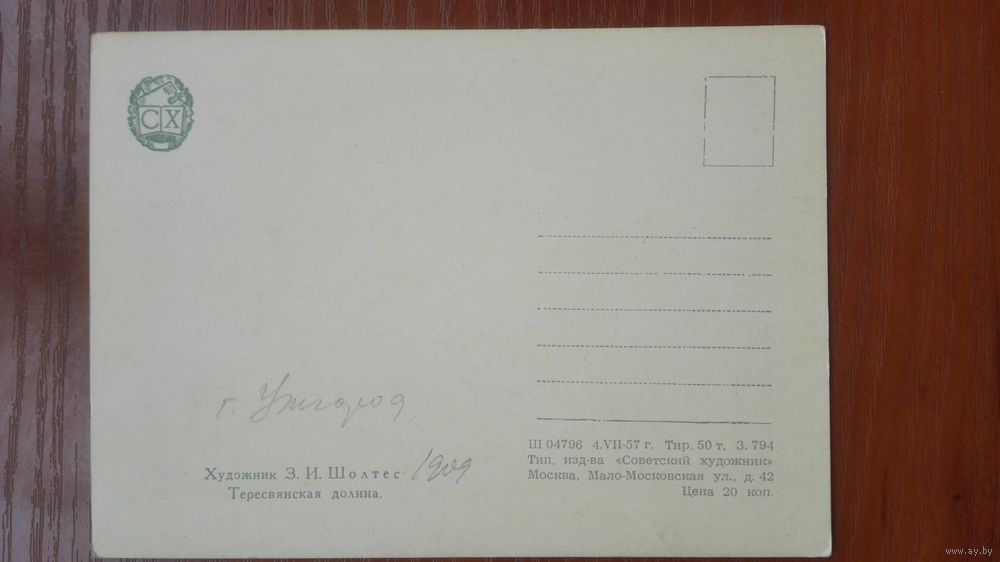 СХ
г. Ужгород
Художник З. И. Шолтес 1909
Тересвянская долина.
Ш 04796 4.VII-57 г. Тир. 50 т. З. 794
Тип. изд-ва «Советский художник»
Москва, Мало-Московская ул., д. 42
Цена 20 коп.
www.ay.by